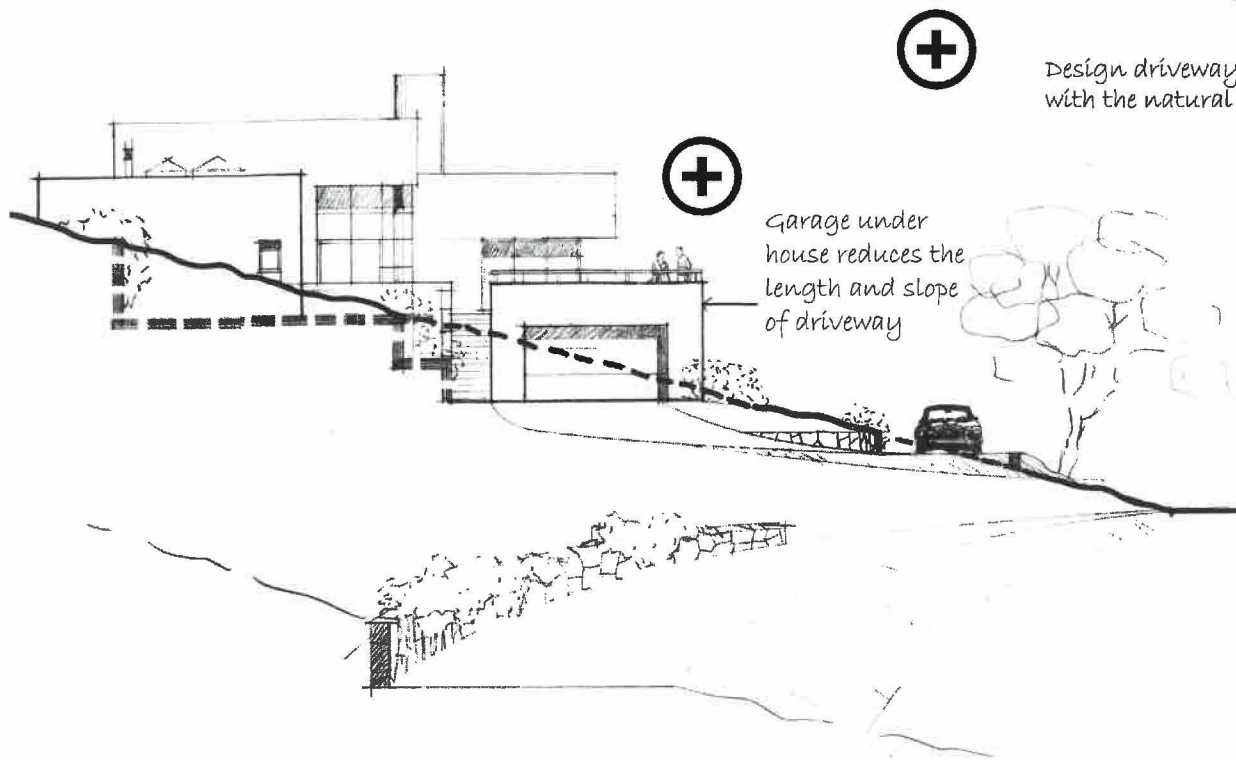 Design driveway
with the natural
Garage under
house reduces the
length and slope
of driveway